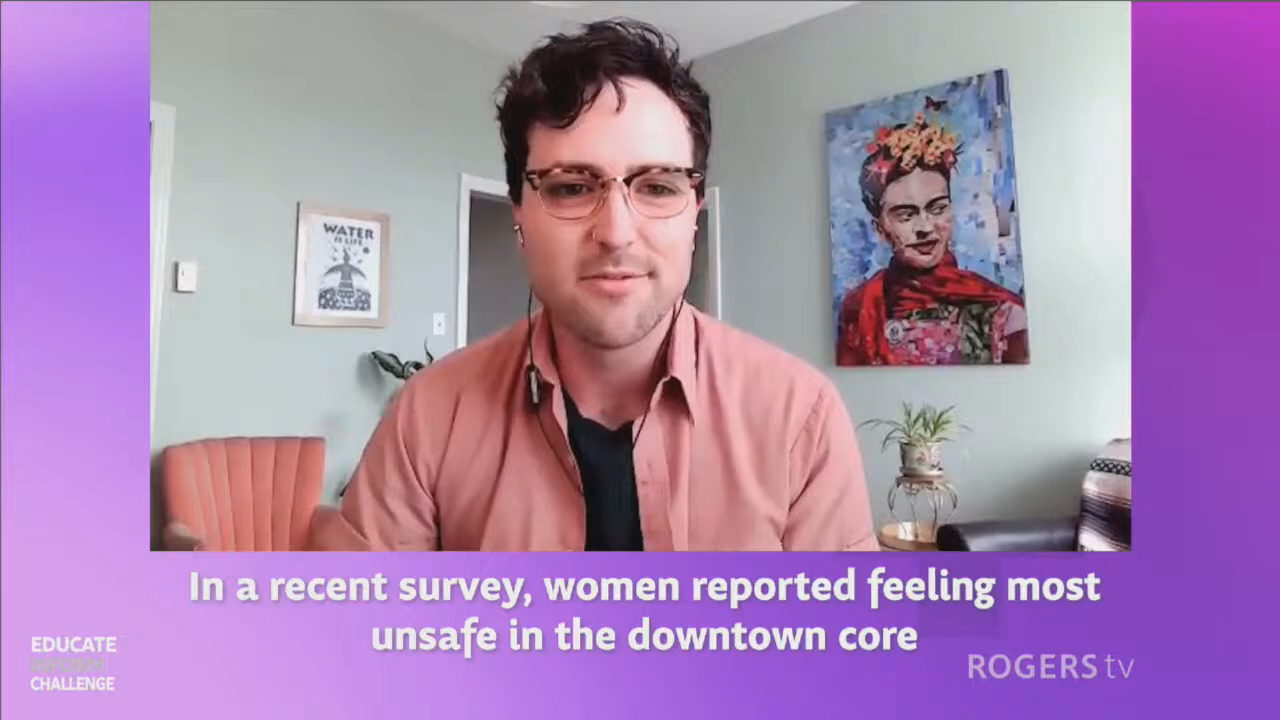 WATER
IS LIFE
In a recent survey, women reported feeling most
unsafe in the downtown core
EDUCATE
CHALLENGE
ROGERS tv